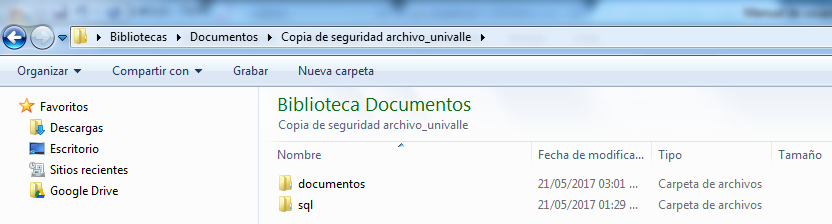 Bibliotecas Documentos Copia de seguridad archivo_univalle
Organizar Compartir con Grabar Nueva carpeta
Favoritos
Descargas
Escritorio
Sitios recientes
Google Drive
Biblioteca Documentos
Copia de seguridad archivo_univalle
Nombre Fecha de modifica... Tipo Tamaño
documentos 21/05/2017 03:01 ... Carpeta de archivos
sql 21/05/2017 01:29 ... Carpeta de archivos